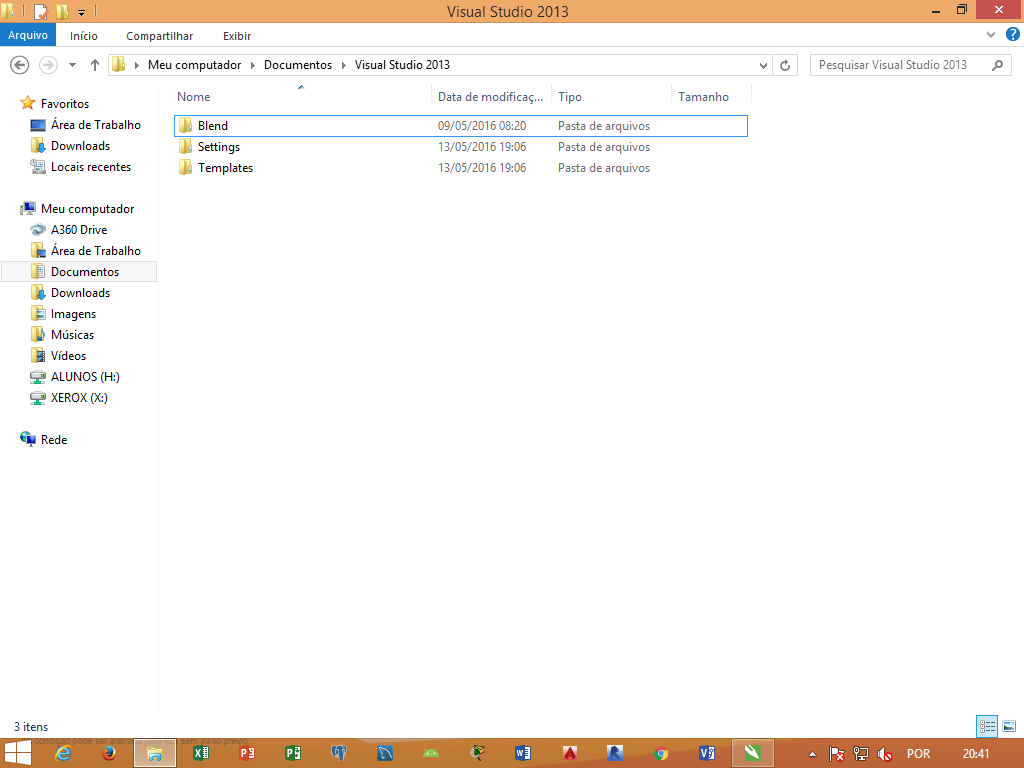 Visual Studio 2013
Arquivo Início Compartilhar Exibir
Meu computador Documentos Visual Studio 2013 Pesquisar Visual Studio 2013
Nome Data de modificaç... Tipo Tamanho
Blend 09/05/2016 08:20 Pasta de arquivos
Settings 13/05/2016 19:06 Pasta de arquivos
Templates 13/05/2016 19:06 Pasta de arquivos
Favoritos
Área de Trabalho
Downloads
Locais recentes
Meu computador
A360 Drive
Área de Trabalho
Documentos
Downloads
Imagens
Músicas
Vídeos
ALUNOS (H:)
XEROX (X:)
Rede
3 itens
condição pode ser alterada sem aviso prévio
POR 20:41